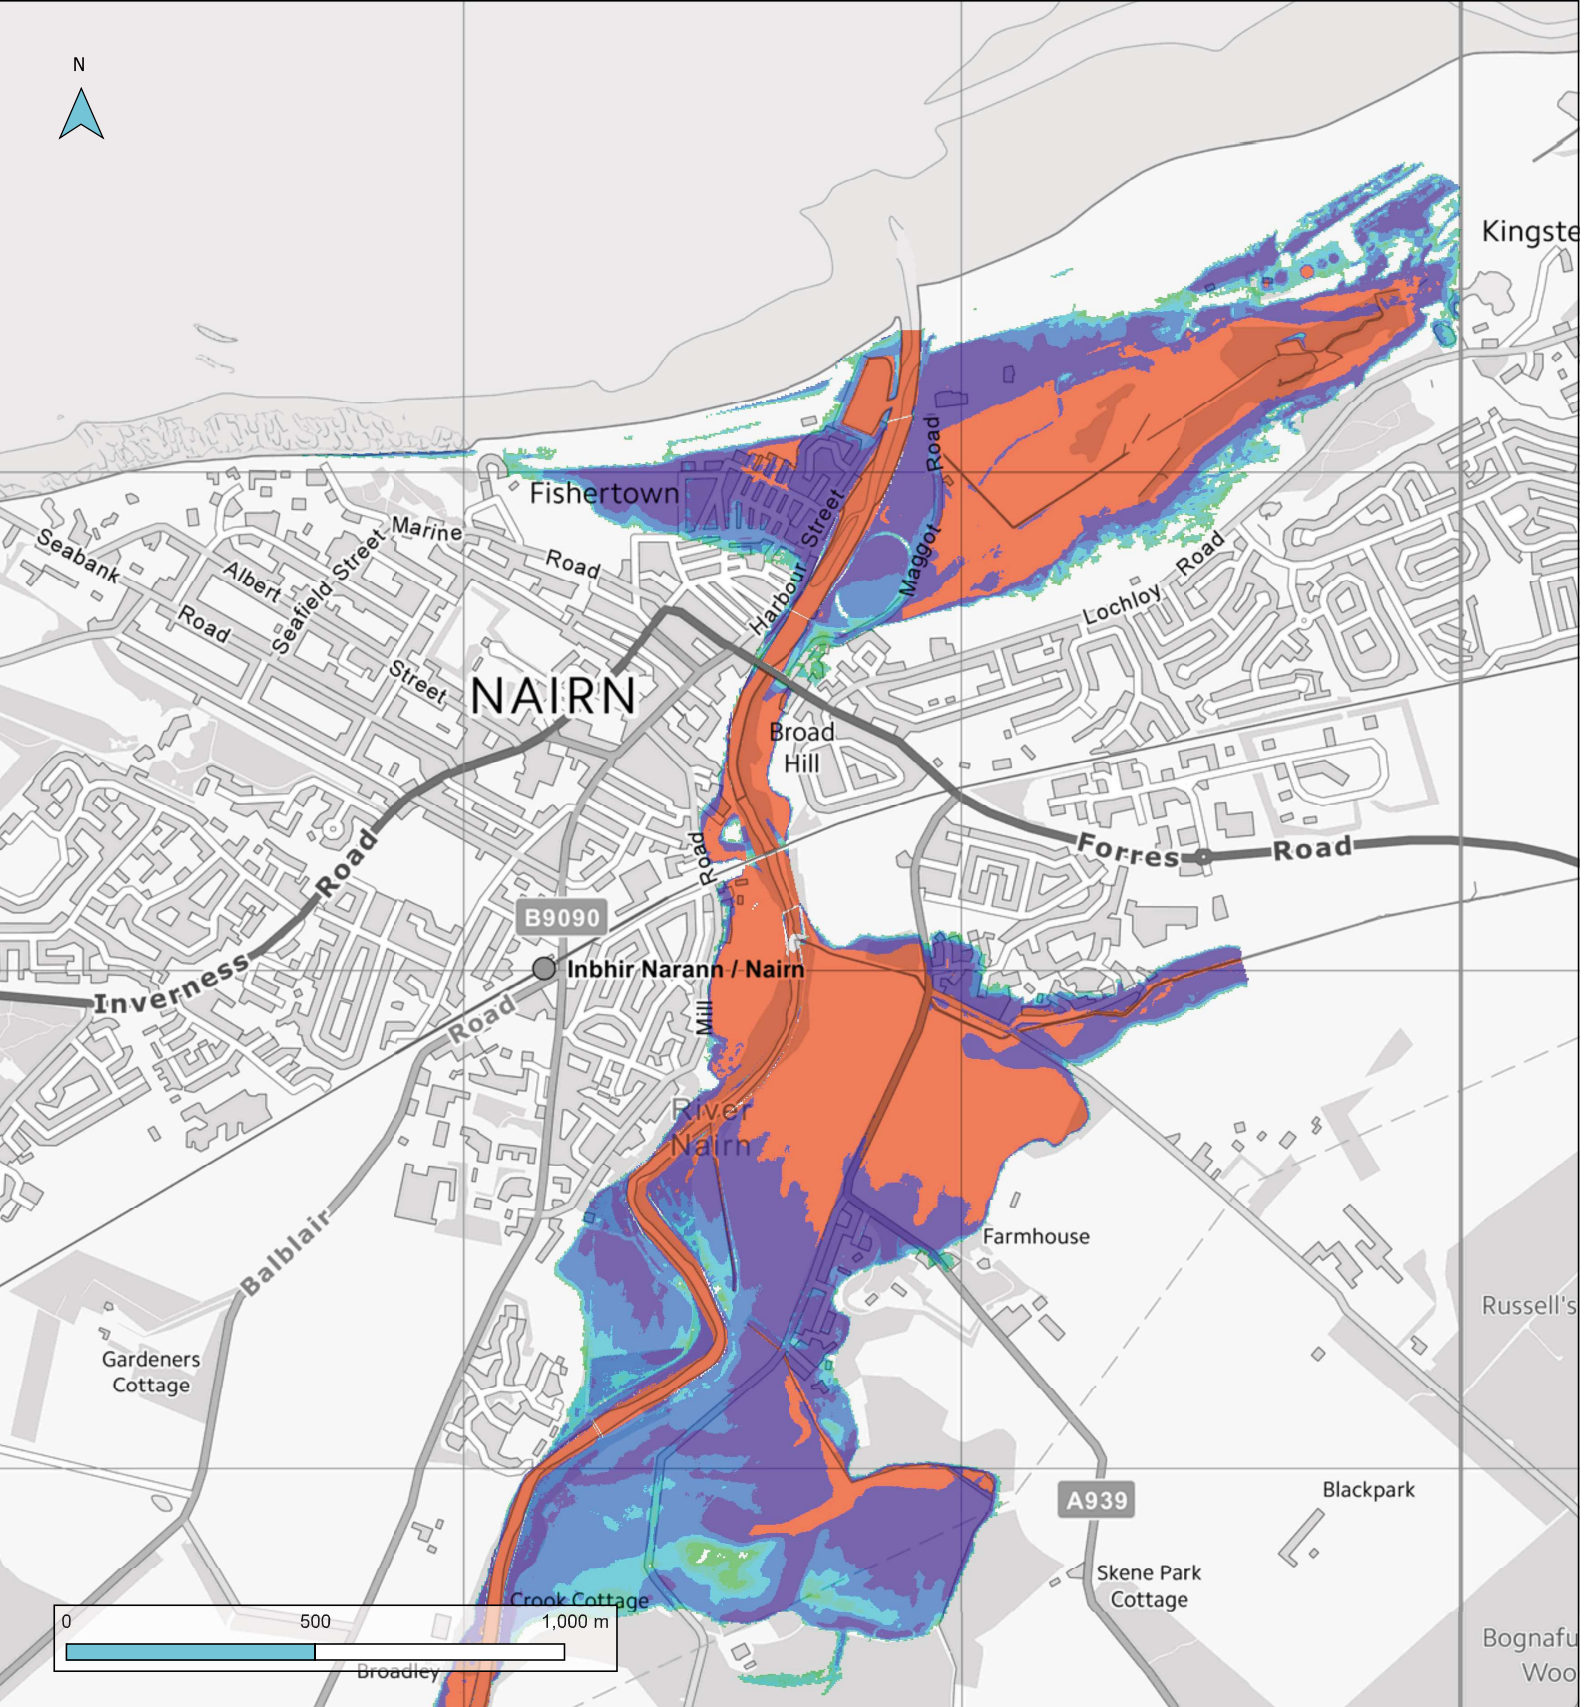 N
Kingste
Fishertown
Marine
Road
Seabank
Road
Albert
Street
Seafield Street
Harbour Street
Maggot Road
Lochloy Road
NAIRN
Broad
Hill
Forres Road
Inverness Road
Road
Mill
B9090
Inbhir Narann / Nairn
Balblair Road
River
Nairn
Farmhouse
Russell's
Gardeners
Cottage
A939
Blackpark
Skene Park
Cottage
Crook Cottage
Bognafu
Woo
0 500 1,000 m
Broadley